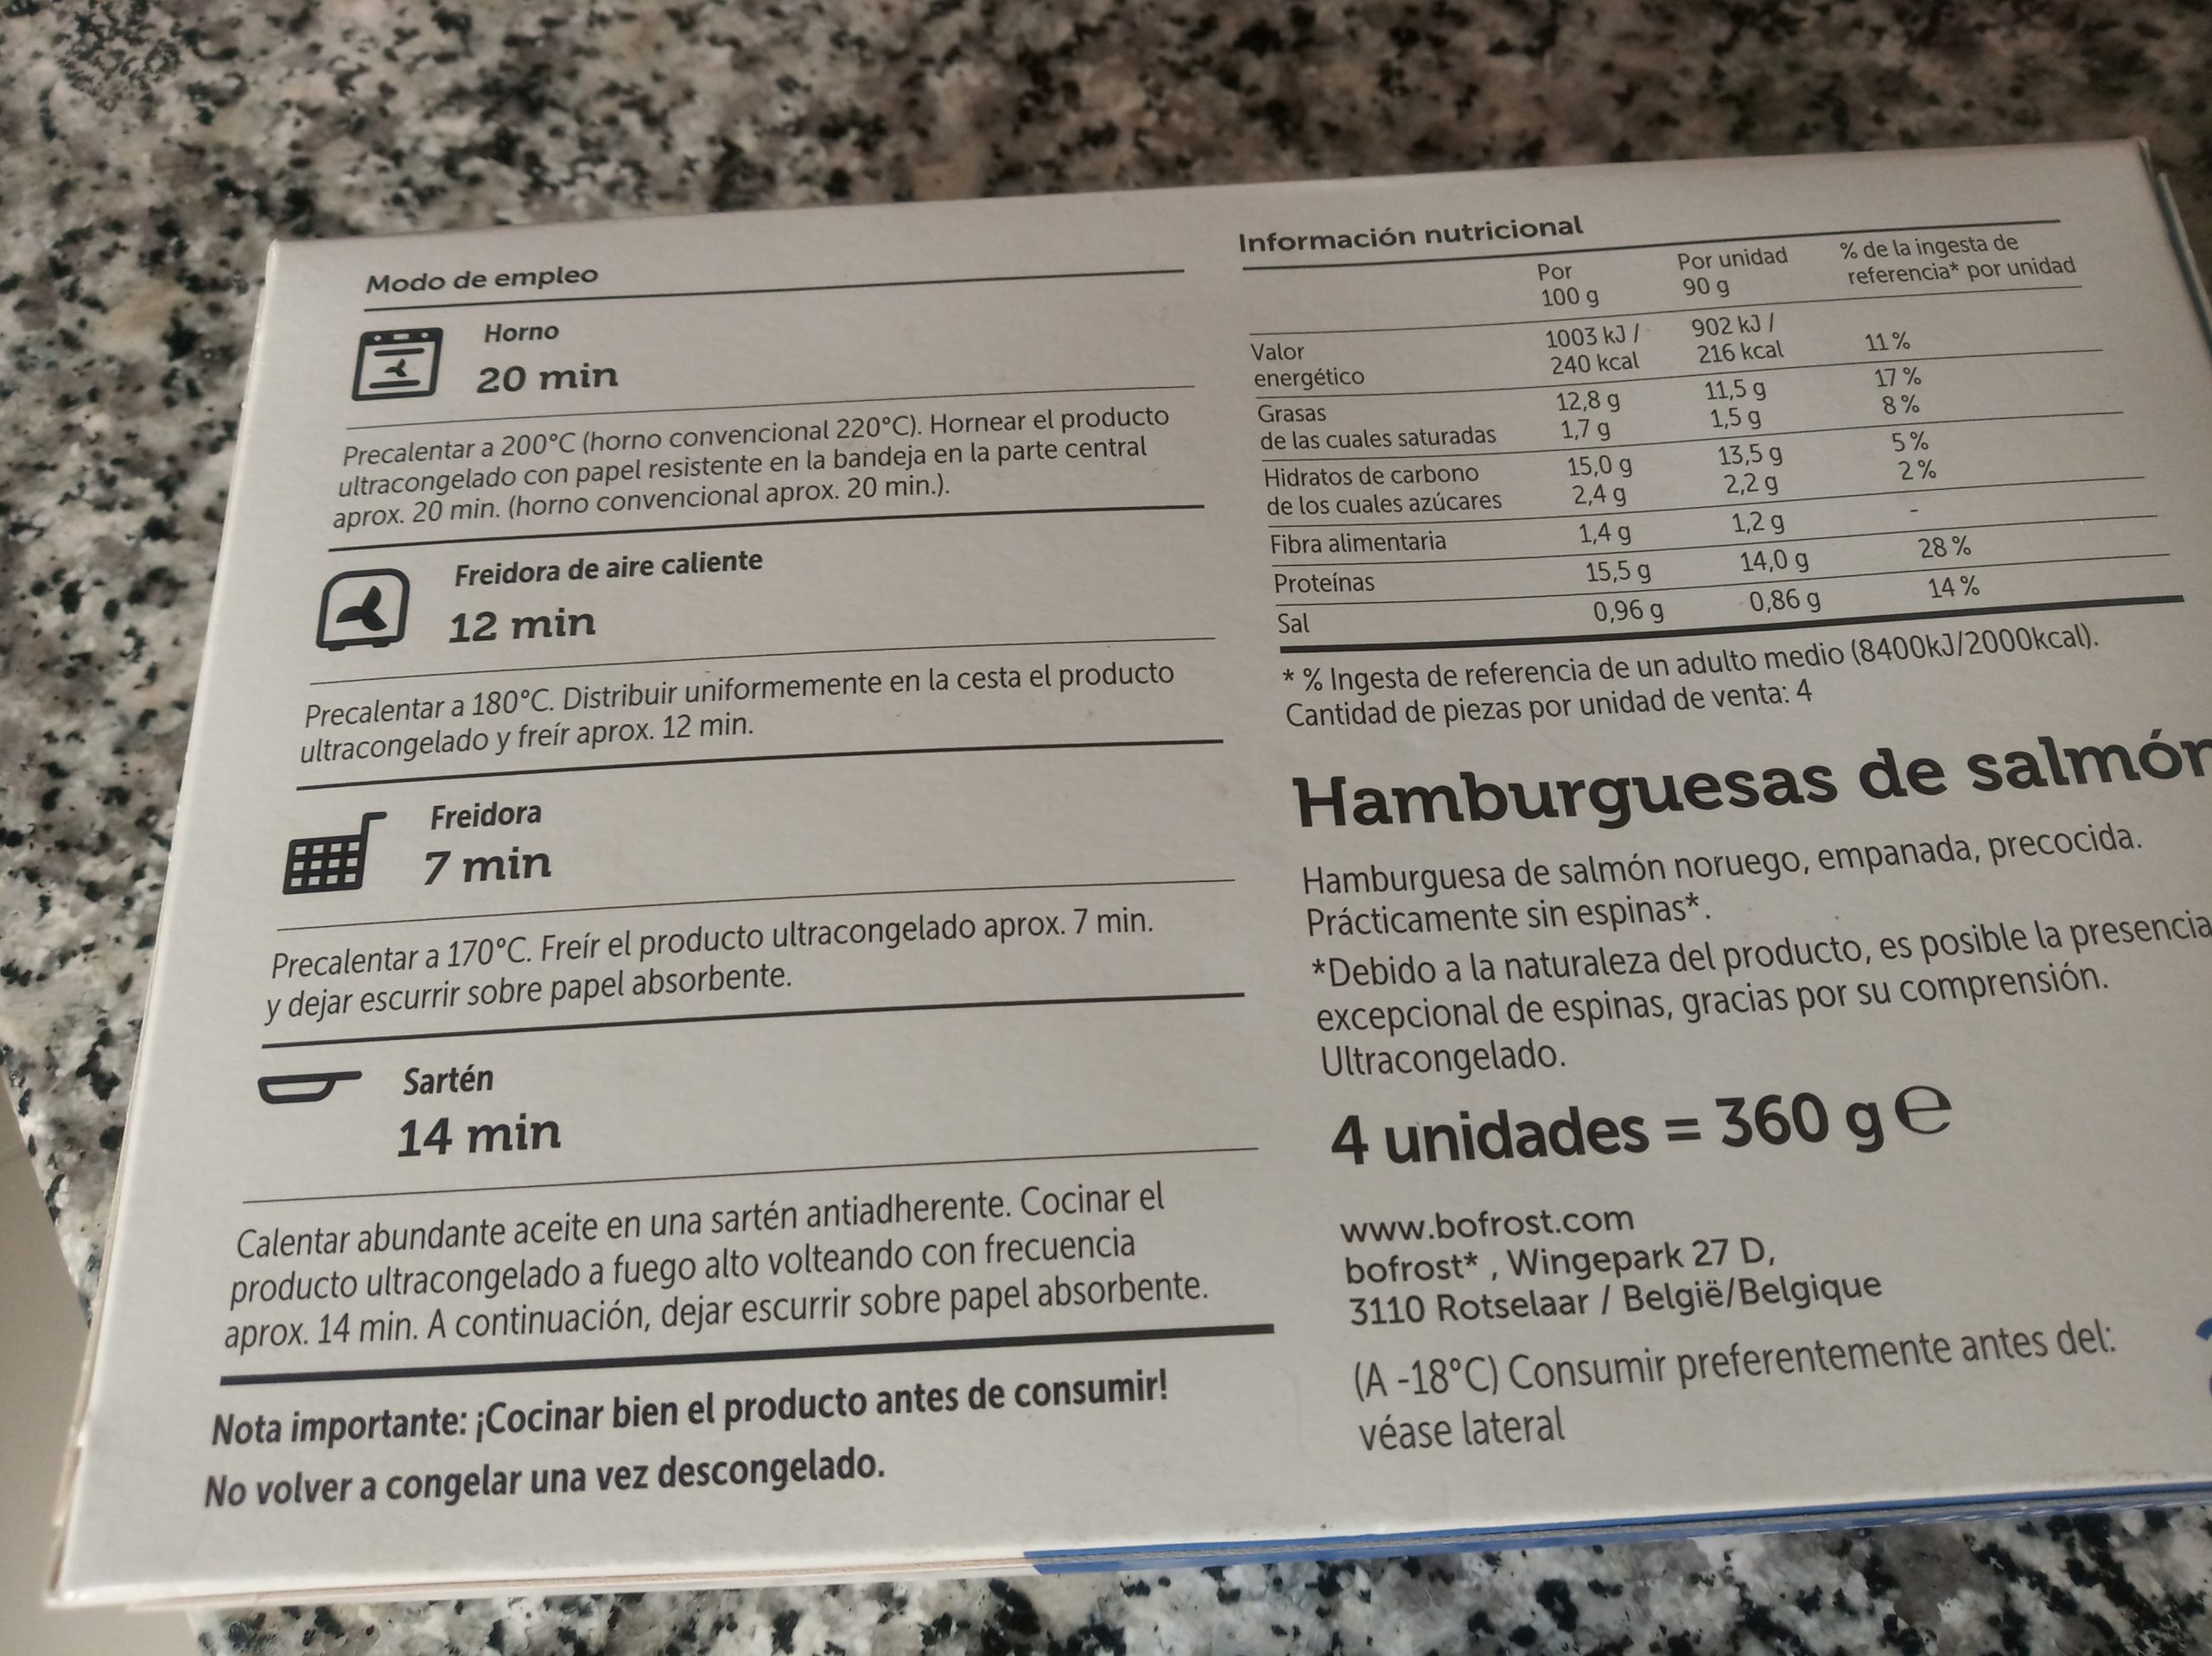 Modo de empleo
Horno
20 min
Precalentar a 200°C (horno convencional 220°C). Hornear el producto
ultracongelado con papel resistente en la bandeja en la parte central
aprox. 20 min. (horno convencional aprox. 20 min.).
Freidora de aire caliente
12 min
Precalentar a 180°C. Distribuir uniformemente en la cesta el producto
ultracongelado y freír aprox. 12 min.
Freidora
7 min
Precalentar a 170°C. Freír el producto ultracongelado aprox. 7 min.
y dejar escurrir sobre papel absorbente.
Sartén
14 min
Calentar abundante aceite en una sartén antiadherente. Cocinar el
producto ultracongelado a fuego alto volteando con frecuencia
aprox. 14 min. A continuación, dejar escurrir sobre papel absorbente.
Nota importante: ¡Cocinar bien el producto antes de consumir!
No volver a congelar una vez descongelado.
Información nutricional
Por Por unidad % de la ingesta de
100 g 90 g referencia* por unidad
Valor 1003 kJ / 902 kJ /
energético 240 kcal 216 kcal 11 %
Grasas 12,8 g 11,5 g 17 %
de las cuales saturadas 1,7 g 1,5 g 8 %
Hidratos de carbono 15,0 g 13,5 g 5 %
de los cuales azúcares 2,4 g 2,2 g 2 %
Fibra alimentaria 1,4 g 1,2 g -
Proteínas 15,5 g 14,0 g 28 %
Sal 0,96 g 0,86 g 14 %
* % Ingesta de referencia de un adulto medio (8400kJ/2000kcal).
Cantidad de piezas por unidad de venta: 4
Hamburguesas de salmón
Hamburguesa de salmón noruego, empanada, precocida.
Prácticamente sin espinas*.
*Debido a la naturaleza del producto, es posible la presencia
excepcional de espinas, gracias por su comprensión.
Ultracongelado.
4 unidades = 360 g e
www.bofrost.com
bofrost* , Wingepark 27 D,
3110 Rotselaar / België/Belgique
(A -18°C) Consumir preferentemente antes del:
véase lateral